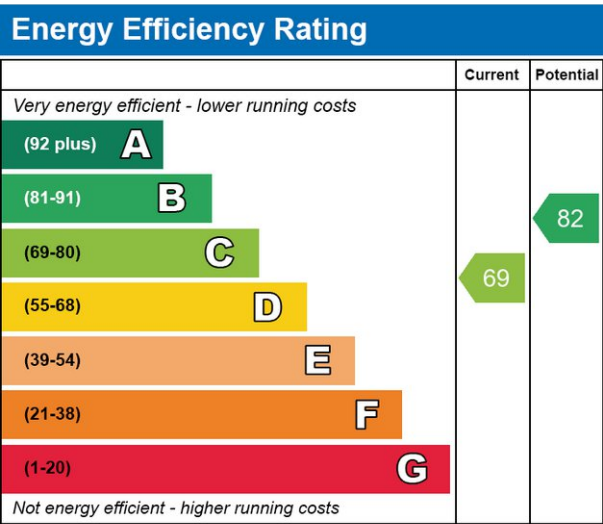 Energy Efficiency Rating
Current Potential
Very energy efficient - lower running costs
(92 plus) A
(81-91) B
82
(69-80) C
69
(55-68) D
(39-54) E
(21-38) F
(1-20) G
Not energy efficient - higher running costs